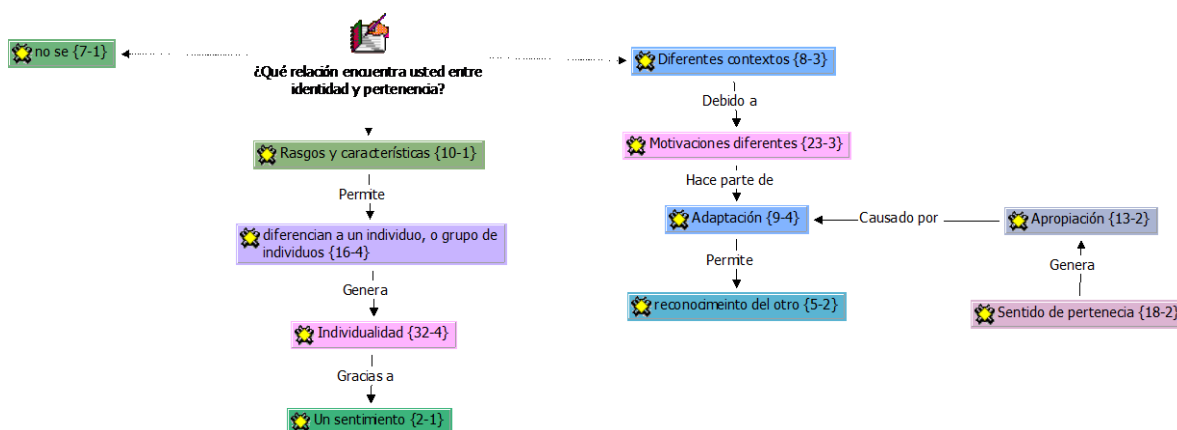 no se {7-1}
¿Qué relación encuentra usted entre
identidad y pertenencia?
Diferentes contextos {8-3}
Debido a
Motivaciones diferentes {23-3}
Hace parte de
Adaptación {9-4}
Causado por
Apropiación {13-2}
Permite
Genera
reconocimeinto del otro {5-2}
Sentido de pertenecia {18-2}
Rasgos y características {10-1}
Permite
diferencian a un individuo, o grupo de
individuos {16-4}
Genera
Individualidad {32-4}
Gracias a
Un sentimiento {2-1}